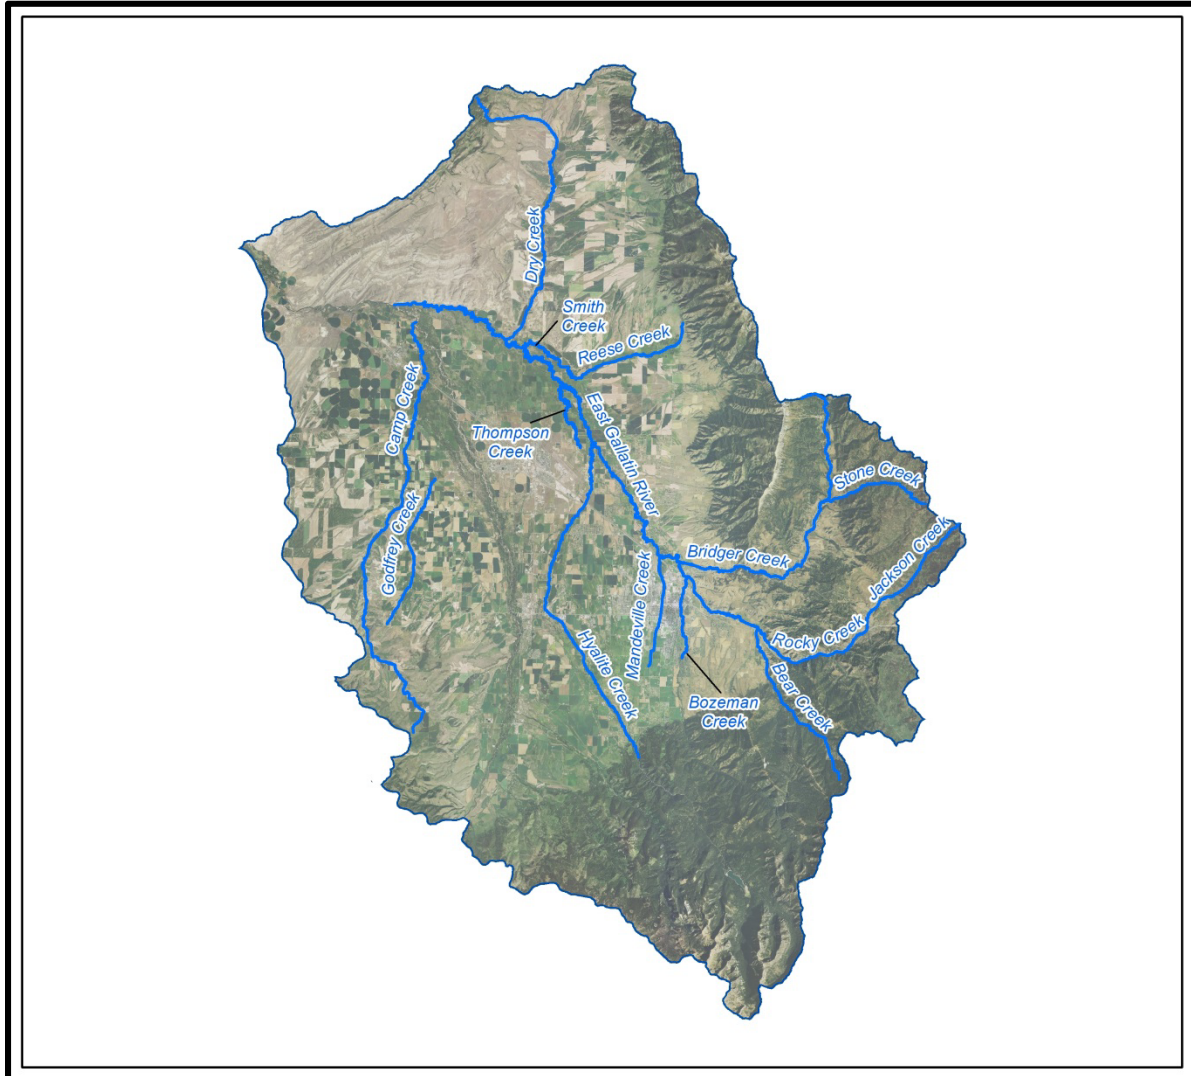 Dry Creek
Smith
Creek
Reese Creek
Camp Creek
East Gallatin River
Thompson
Creek
Stone Creek
Godfrey Creek
Bridger Creek
Jackson Creek
Mandeville Creek
Rocky Creek
Hyalite Creek
Bear Creek
Bozeman
Creek